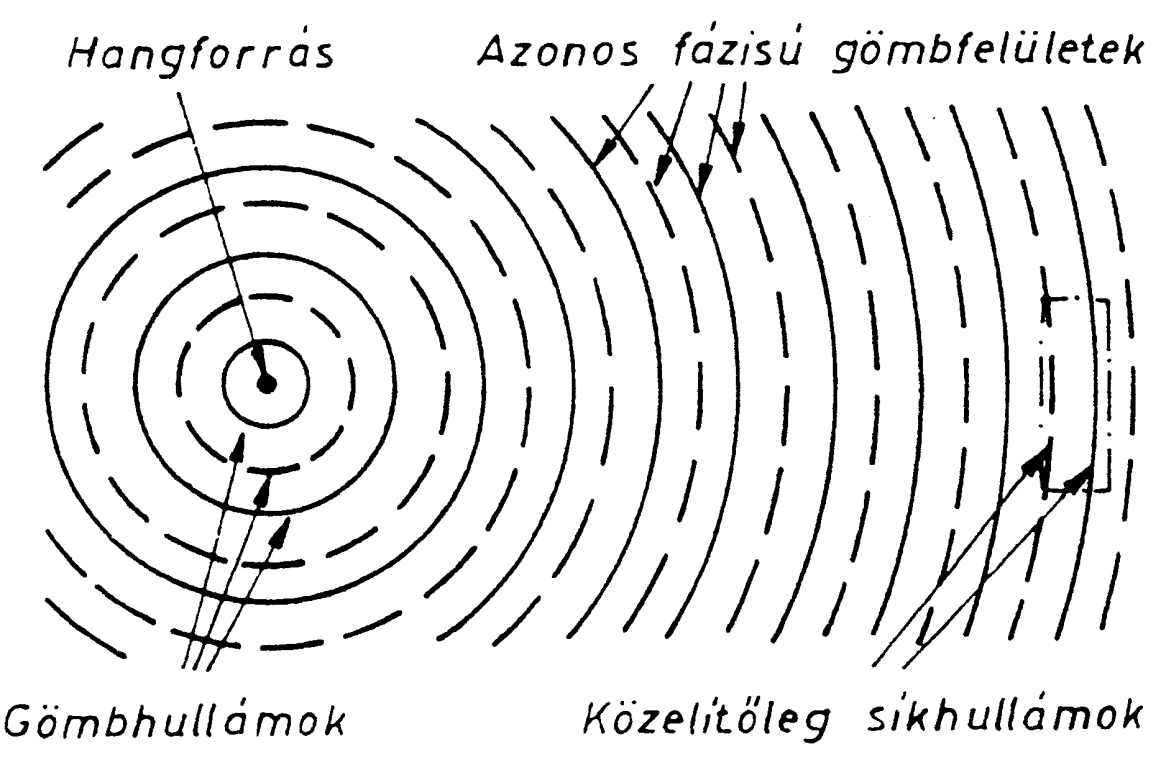 Hangforrás
Azonos fázisú gömbfelületek
Gömbhullámok
Közelítőleg síkhullámok